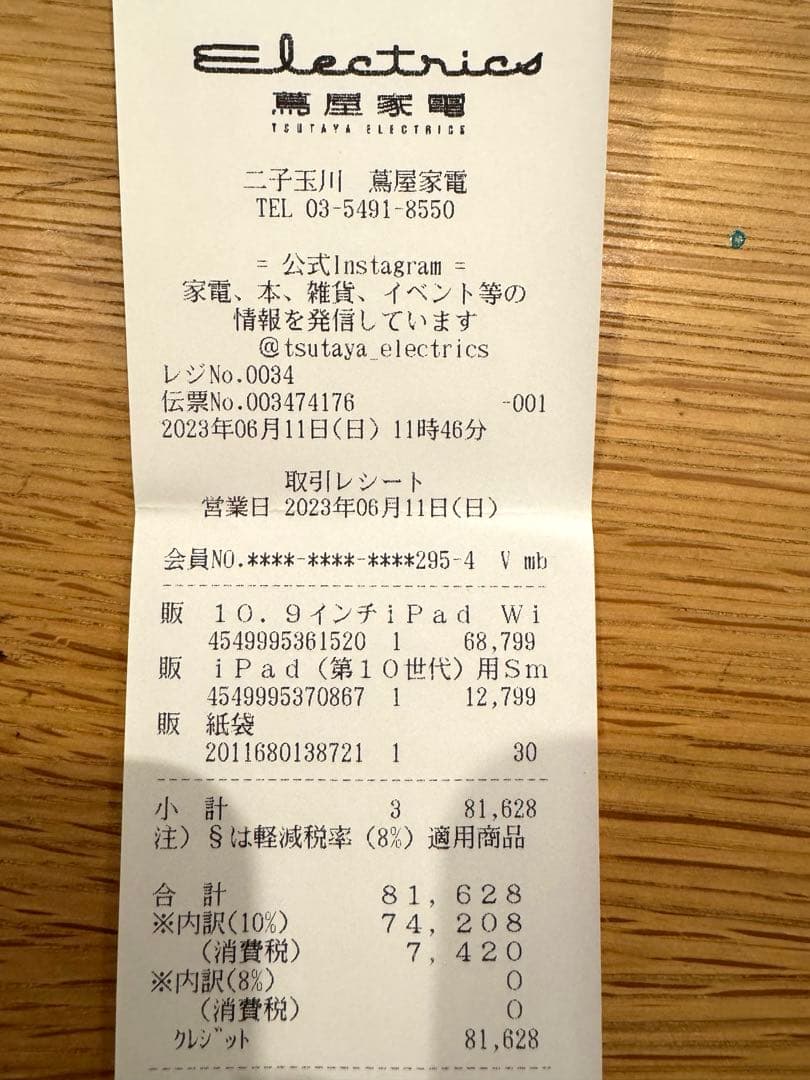 Electrics
蔦屋家電
TSUTAYA ELECTRICS
二子玉川 蔦屋家電
TEL 03-5491-8550
= 公式Instagram =
家電、本、雑貨、イベント等の
情報を発信しています
@tsutaya_electrics
レジNo.0034
伝票No.003474176 -001
2023年06月11日(日) 11時46分
取引レシート
営業日 2023年06月11日(日)
会員NO.****-****-****295-4 V mb
販 10.9インチiPad Wi
4549995361520 1 68,799
販 iPad(第10世代)用Sm
4549995370867 1 12,799
販 紙袋
2011680138721 1 30
小 計 3 81,628
注)§は軽減税率(8%)適用商品
合 計 81,628
※内訳(10%) 74,208
(消費税) 7,420
※内訳(8%) 0
(消費税) 0
クレジット 81,628